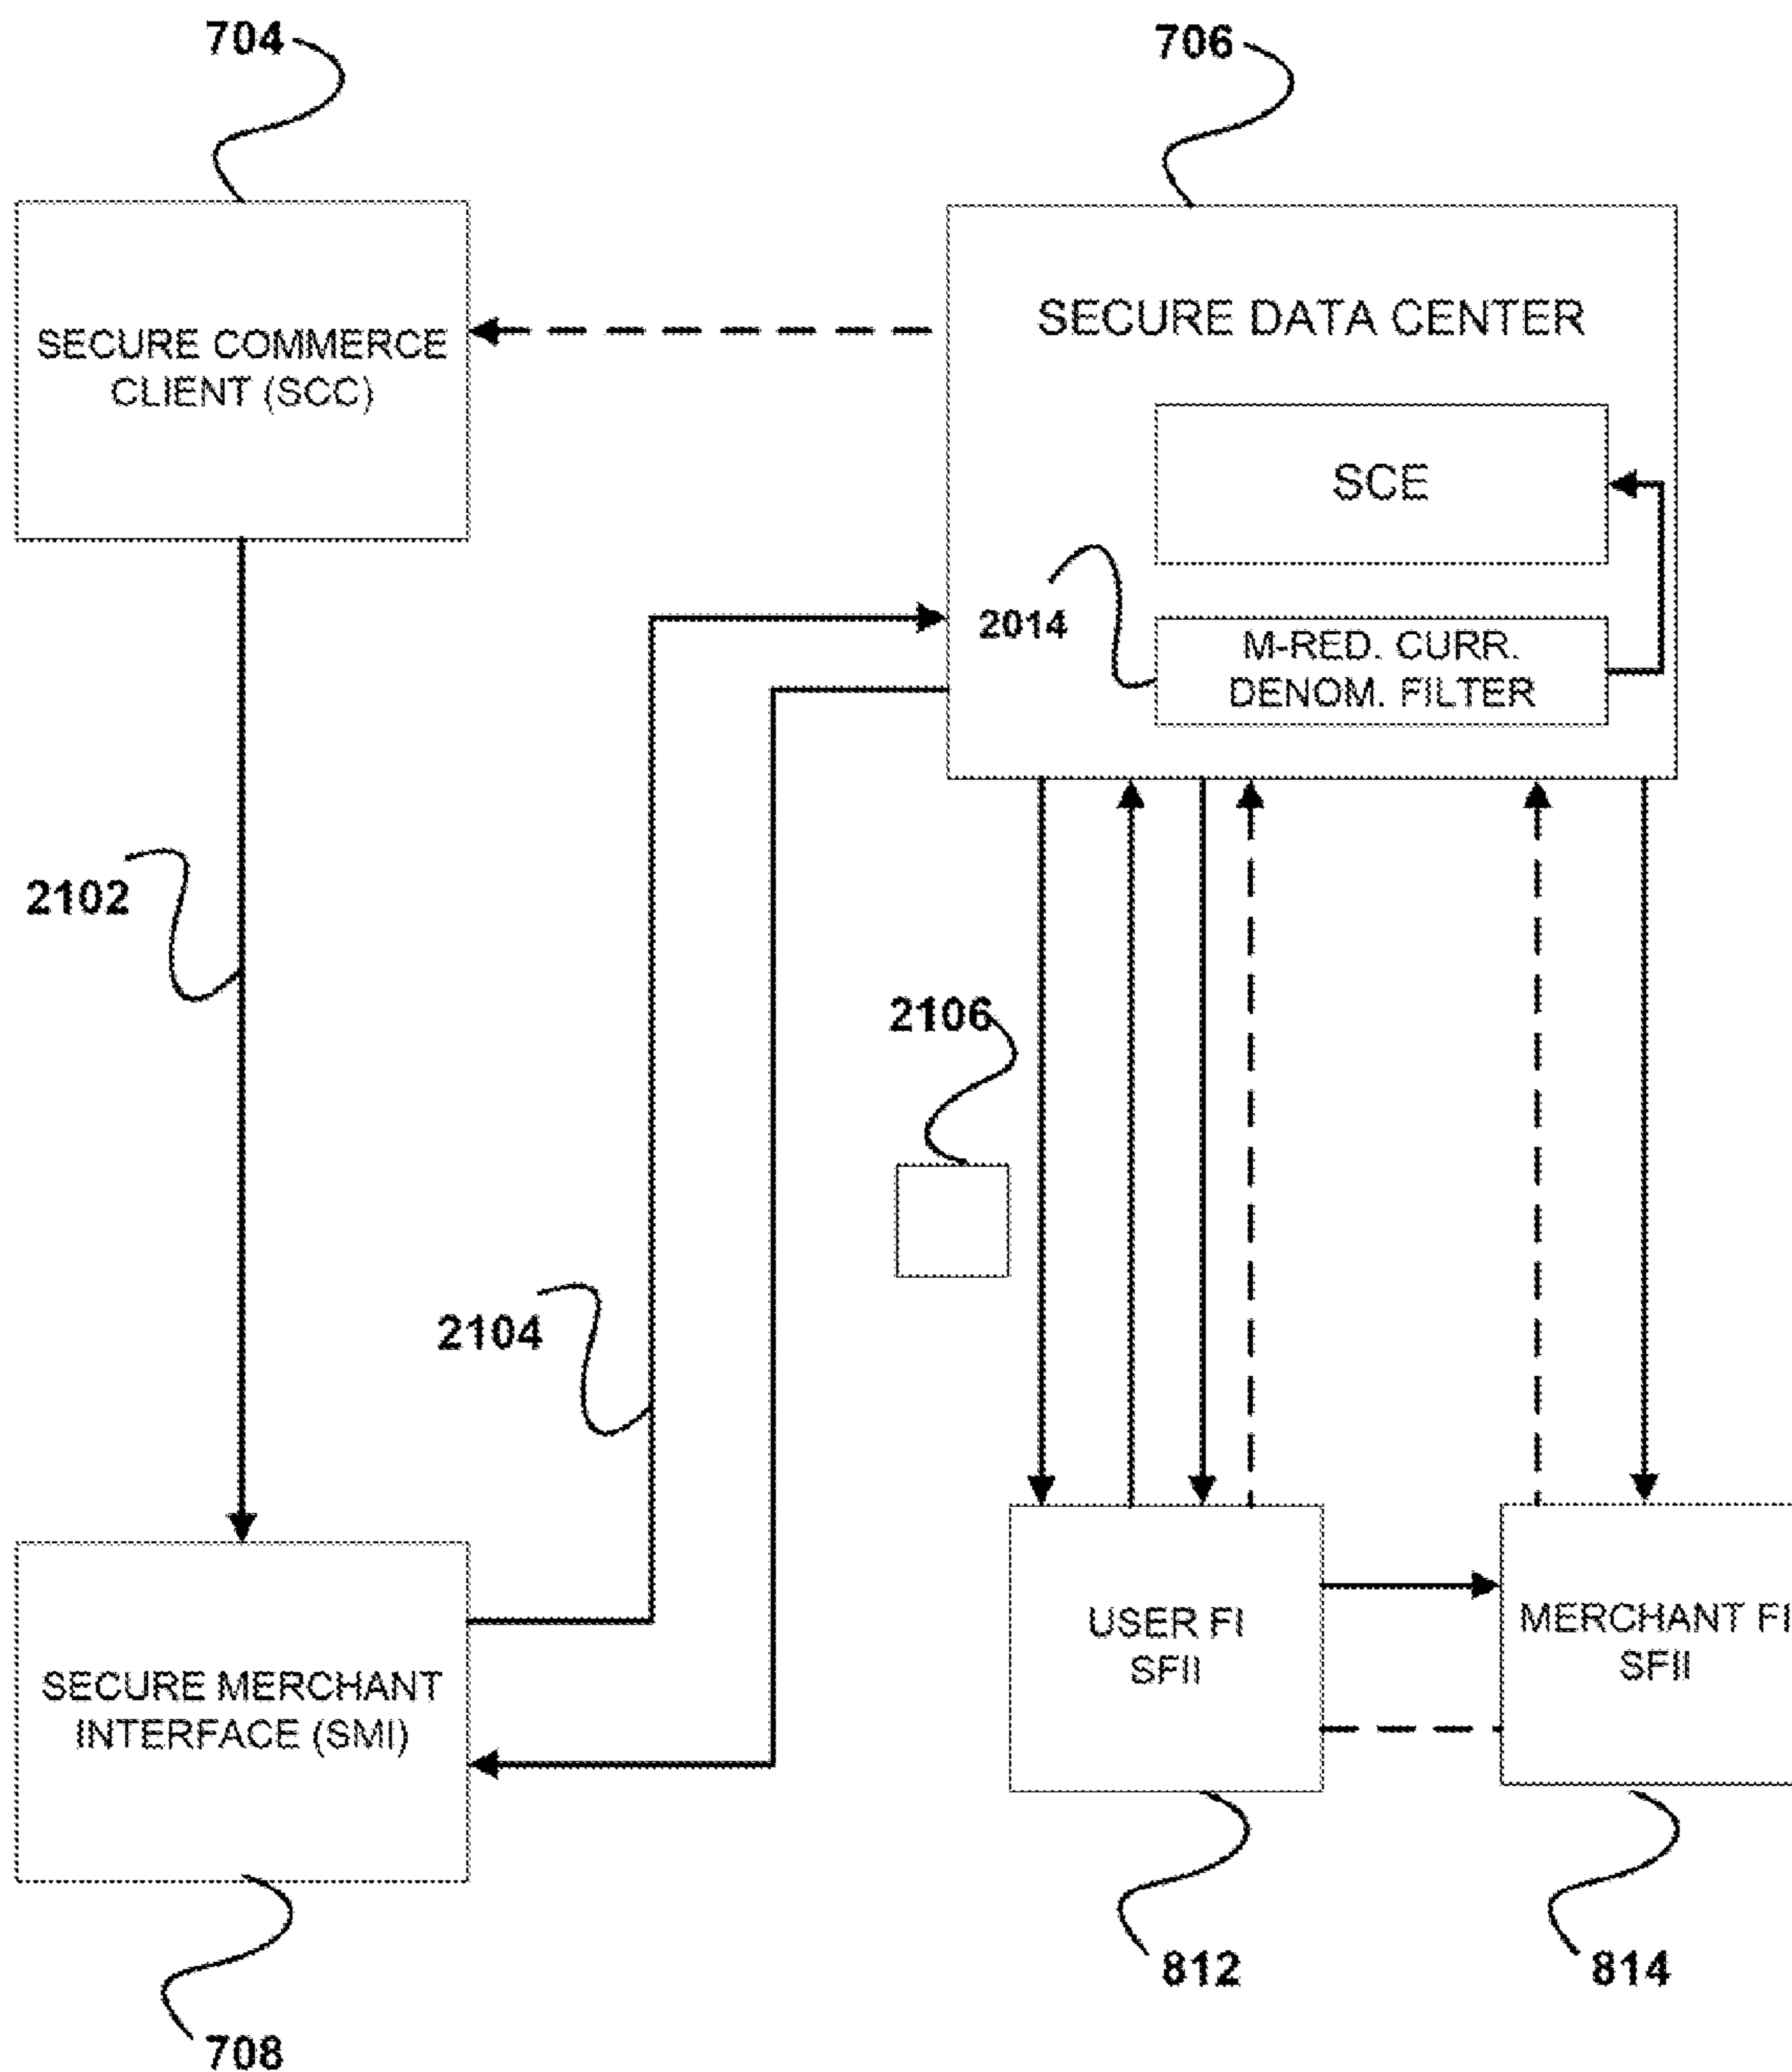 704
706
SECURE COMMERCE
CLIENT (SCC)
SECURE DATA CENTER
SCE
2014
M-RED. CURR.
DENOM. FILTER
2102
2106
2104
SECURE MERCHANT
INTERFACE (SMI)
USER FI
SFII
MERCHANT FI
SFII
708
812
814